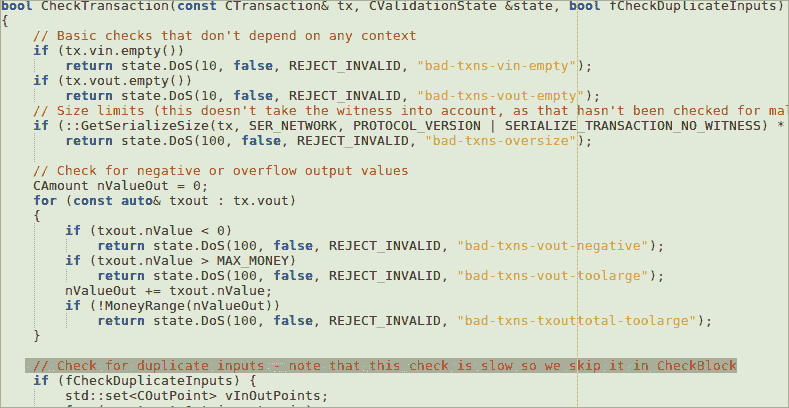 bool CheckTransaction(const CTransaction& tx, CValidationState &state, bool fCheckDuplicateInputs)
{
// Basic checks that don't depend on any context
if (tx.vin.empty())
return state.DoS(10, false, REJECT_INVALID, "bad-txns-vin-empty");
if (tx.vout.empty())
return state.DoS(10, false, REJECT_INVALID, "bad-txns-vout-empty");
// Size limits (this doesn't take the witness into account, as that hasn't been checked for mal
if (::GetSerializeSize(tx, SER_NETWORK, PROTOCOL_VERSION | SERIALIZE_TRANSACTION_NO_WITNESS) *
return state.DoS(100, false, REJECT_INVALID, "bad-txns-oversize");
// Check for negative or overflow output values
CAmount nValueOut = 0;
for (const auto& txout : tx.vout)
{
if (txout.nValue < 0)
return state.DoS(100, false, REJECT_INVALID, "bad-txns-vout-negative");
if (txout.nValue > MAX_MONEY)
return state.DoS(100, false, REJECT_INVALID, "bad-txns-vout-toolarge");
nValueOut += txout.nValue;
if (!MoneyRange(nValueOut))
return state.DoS(100, false, REJECT_INVALID, "bad-txns-txouttotal-toolarge");
}
// Check for duplicate inputs - note that this check is slow so we skip it in CheckBlock
if (fCheckDuplicateInputs) {
std::set<COutPoint> vInOutPoints;